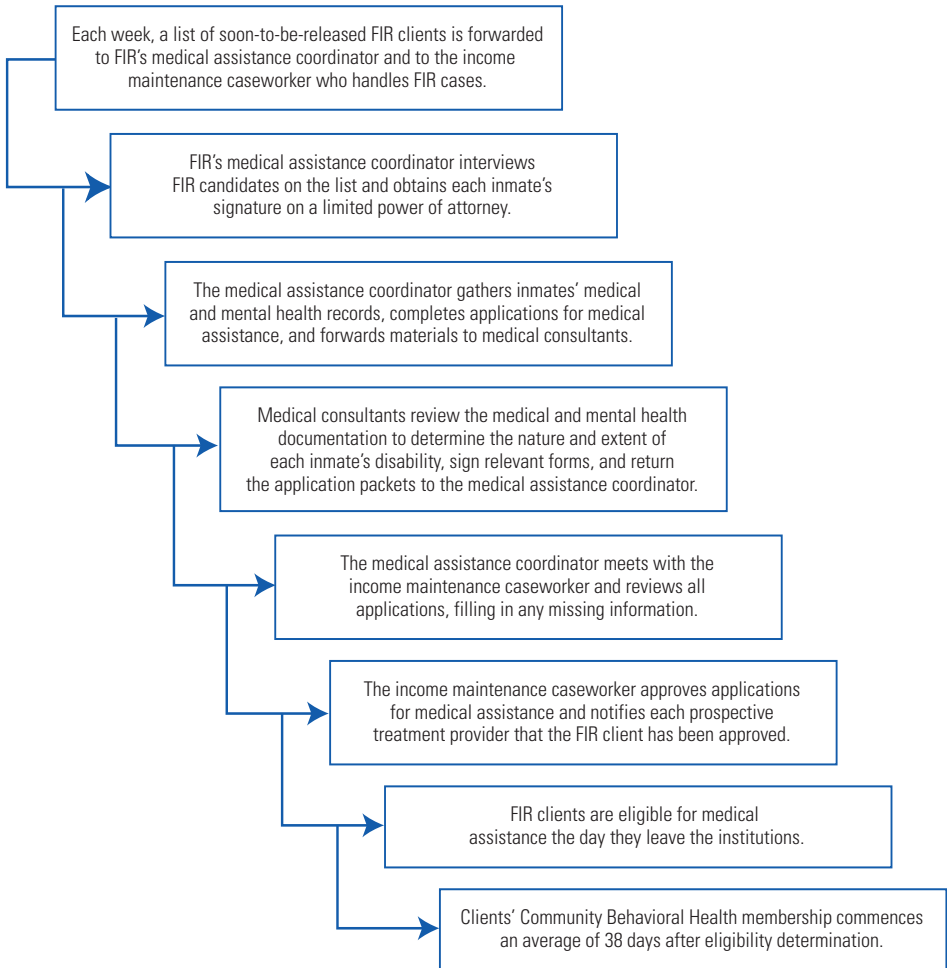 Each week, a list of soon-to-be-released FIR clients is forwarded
to FIR's medical assistance coordinator and to the income
maintenance caseworker who handles FIR cases.
FIR's medical assistance coordinator interviews
FIR candidates on the list and obtains each inmate's
signature on a limited power of attorney.
The medical assistance coordinator gathers inmates' medical
and mental health records, completes applications for medical
assistance, and forwards materials to medical consultants.
Medical consultants review the medical and mental health
documentation to determine the nature and extent of
each inmate's disability, sign relevant forms, and return
the application packets to the medical assistance coordinator.
The medical assistance coordinator meets with the
income maintenance caseworker and reviews all
applications, filling in any missing information.
The income maintenance caseworker approves applications
for medical assistance and notifies each prospective
treatment provider that the FIR client has been approved.
FIR clients are eligible for medical
assistance the day they leave the institutions.
Clients' Community Behavioral Health membership commences
an average of 38 days after eligibility determination.